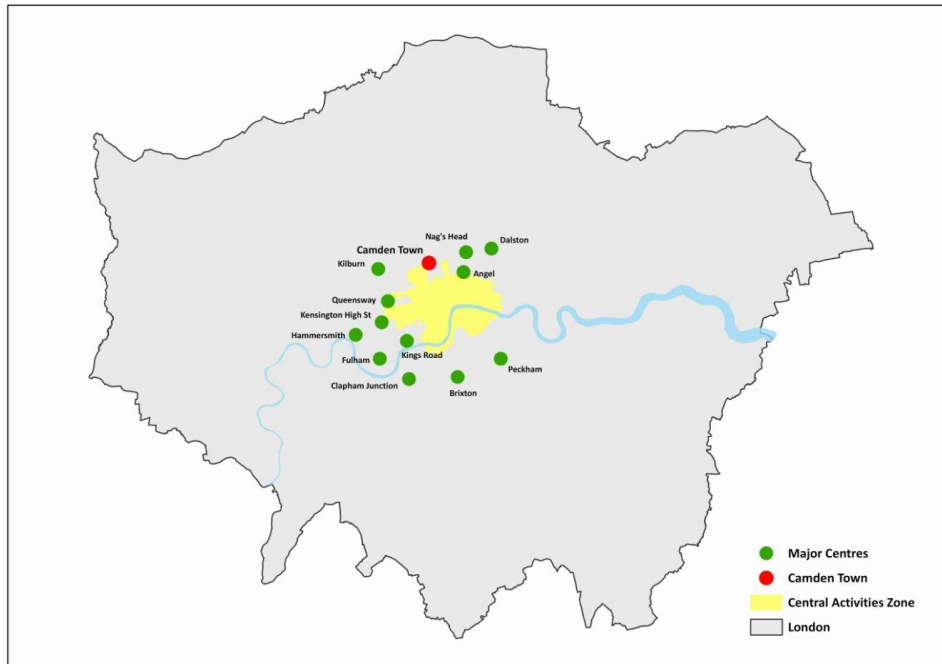 Nag's Head
Dalston
Camden Town
Kilburn
Angel
Queensway
Kensington High St
Hammersmith
Kings Road
Fulham
Peckham
Clapham Junction
Brixton
Major Centres
Camden Town
Central Activities Zone
London